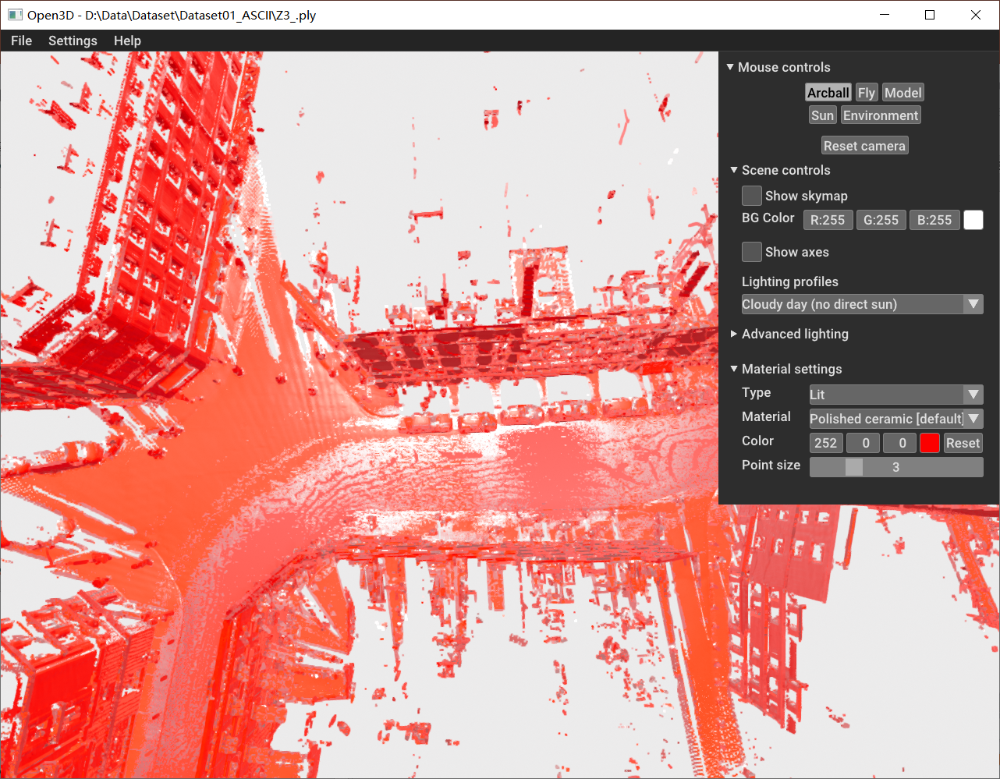 Open3D - D:\Data\Dataset\Dataset01_ASCII\Z3_.ply
File Settings Help
Mouse controls
Arcball Fly Model
Sun Environment
Reset camera
Scene controls
Show skymap
BG Color R:255 G:255 B:255
Show axes
Lighting profiles
Cloudy day (no direct sun)
Advanced lighting
Material settings
Type Lit
Material Polished ceramic [default]
Color 252 0 0 Reset
Point size 3